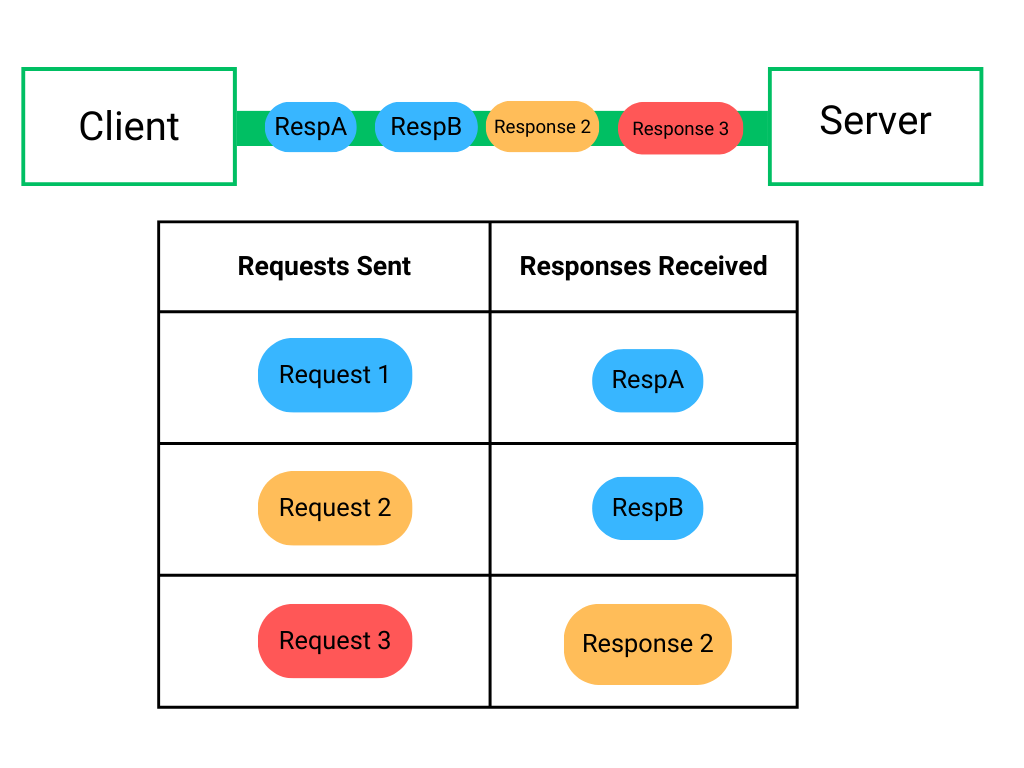 Client
RespA
RespB
Response 2
Response 3
Server
Requests Sent
Responses Received
Request 1
RespA
Request 2
RespB
Request 3
Response 2